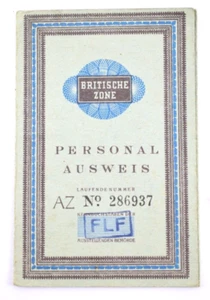 BRITISCHE
ZONE
PERSONAL
AUSWEIS
LAUFENDE NUMMER
AZ No 286937
FLF